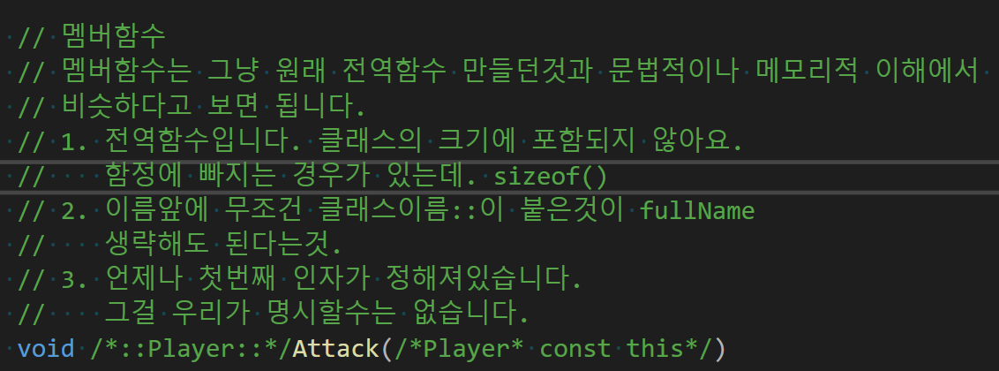 // 멤버함수
// 멤버함수는 그냥 원래 전역함수 만들던것과 문법적이나 메모리적 이해에서
// 비슷하다고 보면 됩니다.
// 1. 전역함수입니다. 클래스의 크기에 포함되지 않아요.
//    함정에 빠지는 경우가 있는데. sizeof()
// 2. 이름앞에 무조건 클래스이름::이 붙은것이 fullName
//    생략해도 된다는것.
// 3. 언제나 첫번째 인자가 정해져있습니다.
//    그걸 우리가 명시할수는 없습니다.
void /*::Player::*/Attack(/*Player* const this*/)